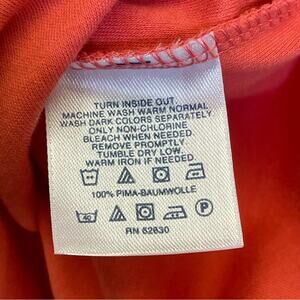 TURN INSIDE OUT
MACHINE WASH WARM NORMAL
WASH DARK COLORS SEPARATELY
ONLY NON-CHLORINE
BLEACH WHEN NEEDED.
REMOVE PROMPTLY
TUMBLE DRY LOW.
WARM IRON IF NEEDED.
100% PIMA-BAUMWOLLE
40 P
RN 62830